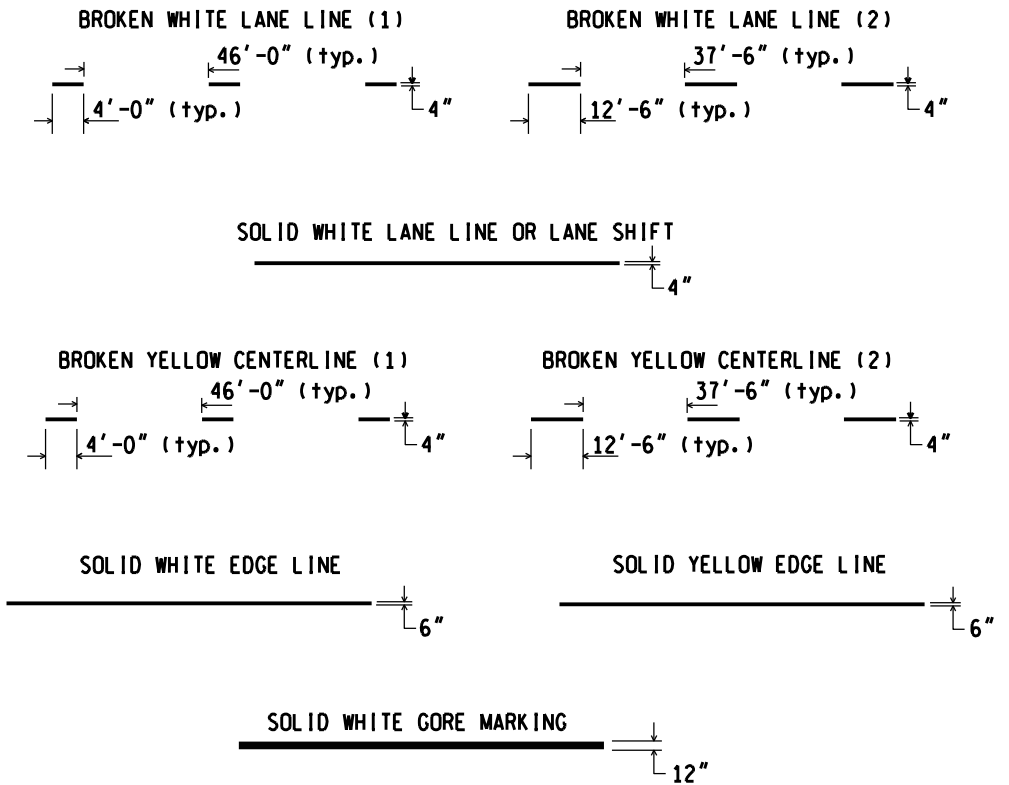 BROKEN WHITE LANE LINE (1)
46'-0" (typ.)
4'-0" (typ.)
4"
BROKEN WHITE LANE LINE (2)
37'-6" (typ.)
12'-6" (typ.)
4"
SOLID WHITE LANE LINE OR LANE SHIFT
4"
BROKEN YELLOW CENTERLINE (1)
46'-0" (typ.)
4'-0" (typ.)
4"
BROKEN YELLOW CENTERLINE (2)
37'-6" (typ.)
12'-6" (typ.)
4"
SOLID WHITE EDGE LINE
6"
SOLID YELLOW EDGE LINE
6"
SOLID WHITE GORE MARKING
12"